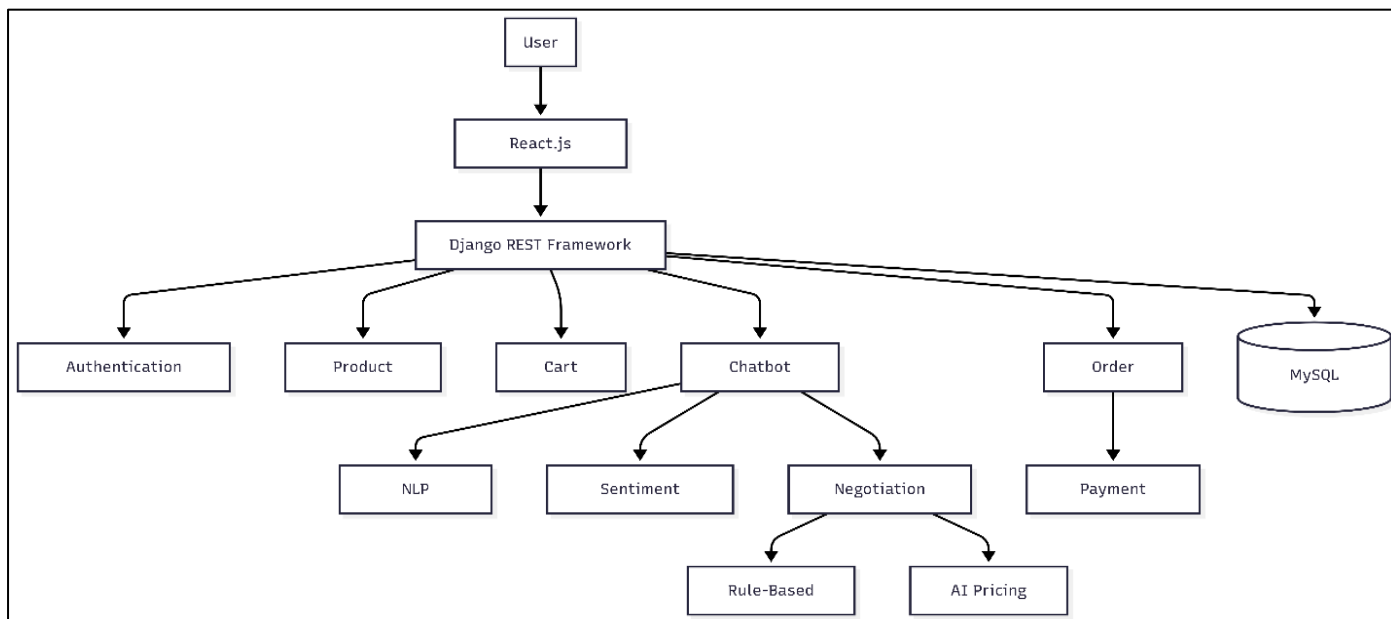 User
React.js
Django REST Framework
Authentication
Product
Cart
Chatbot
Order
MySQL
NLP
Sentiment
Negotiation
Payment
Rule-Based
AI Pricing